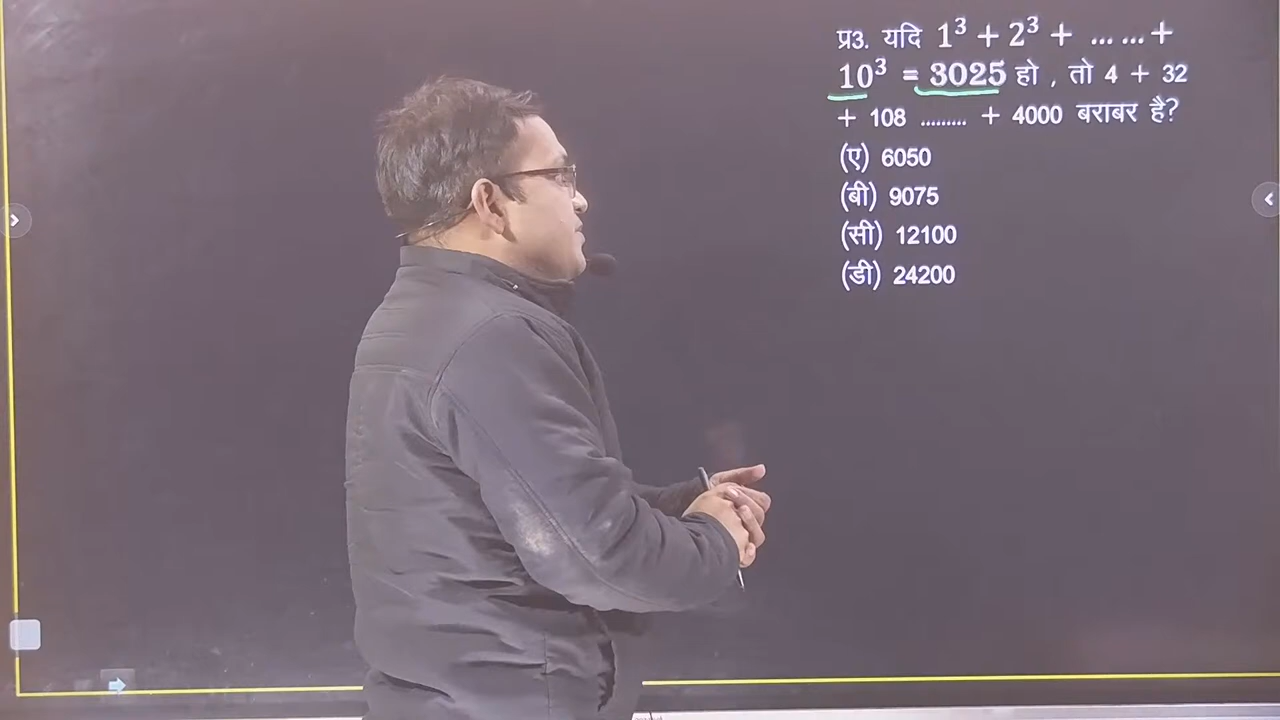 प्र3. यदि 1³ + 2³ + ... ... +
10³ = 3025 हो , तो 4 + 32
+ 108 ......... + 4000 बराबर है?
(ए) 6050
(बी) 9075
(सी) 12100
(डी) 24200